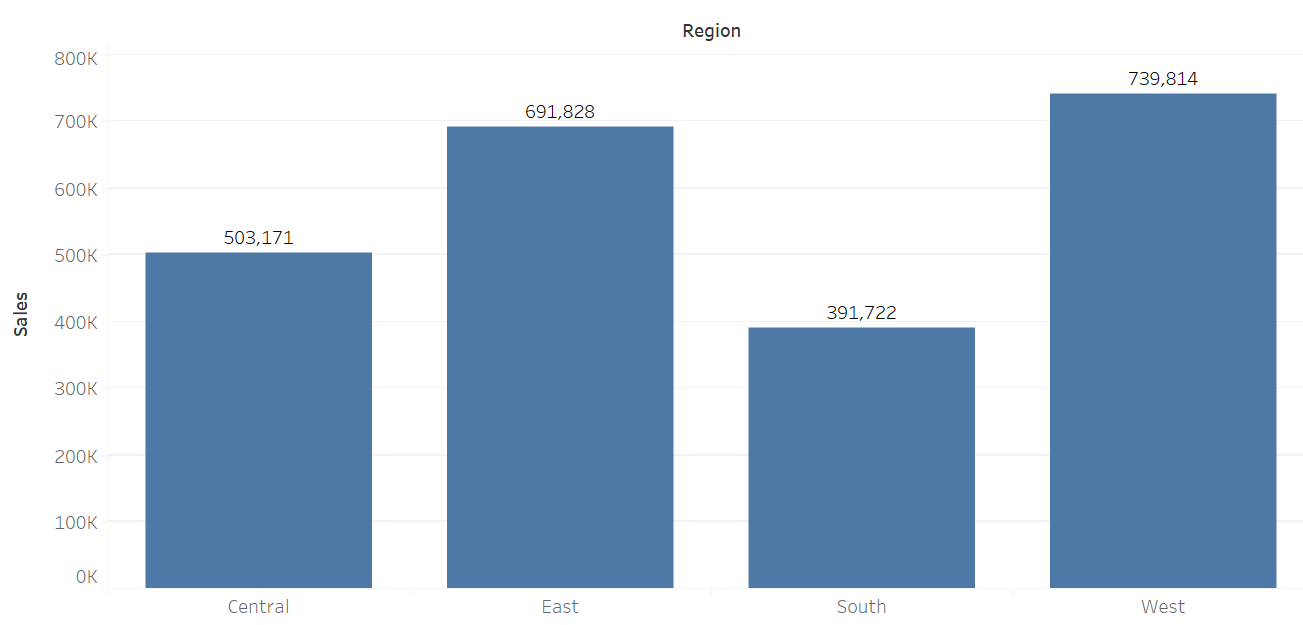 Region
800K
700K
600K
500K
400K
300K
200K
100K
0K
Sales
503,171
691,828
391,722
739,814
Central
East
South
West